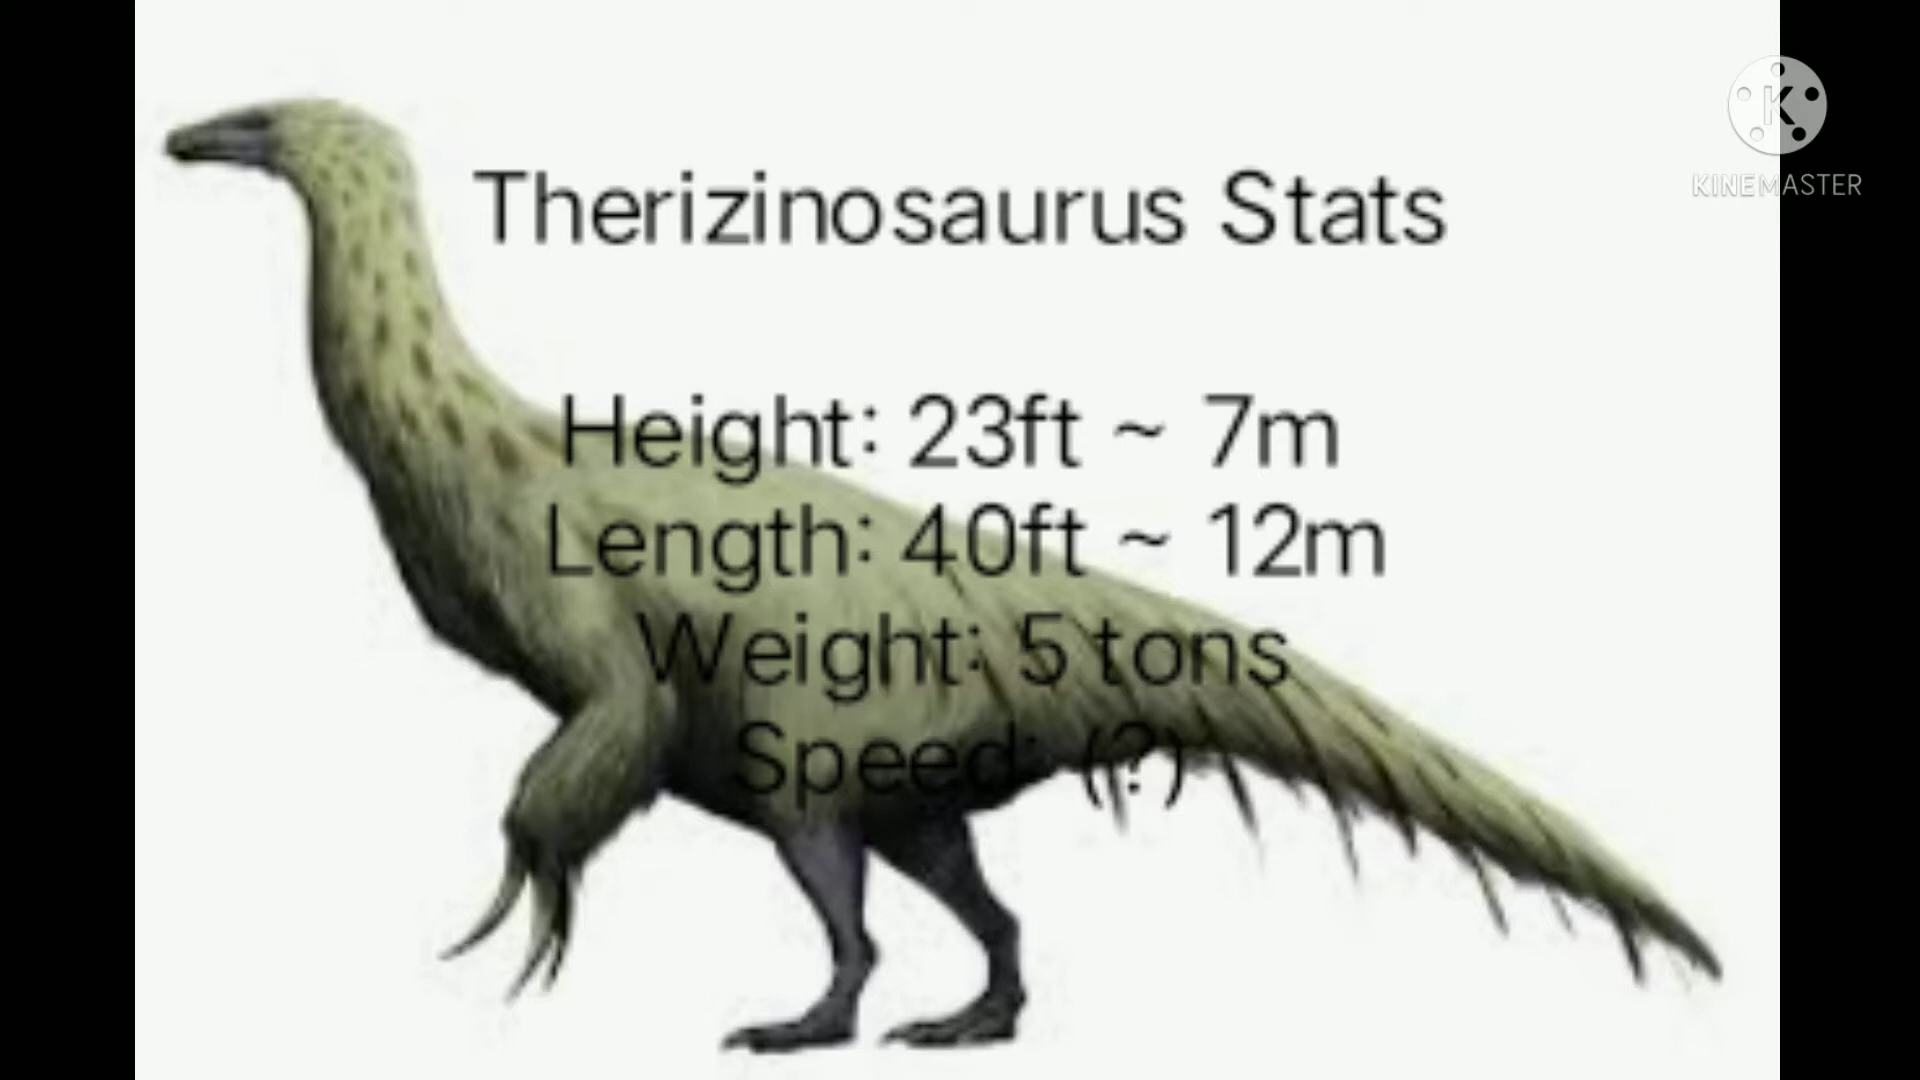 Therizinosaurus Stats
KINEMASTER
Height: 23ft ~ 7m
Length: 40ft ~ 12m
Weight: 5 tons
Speed: (?)